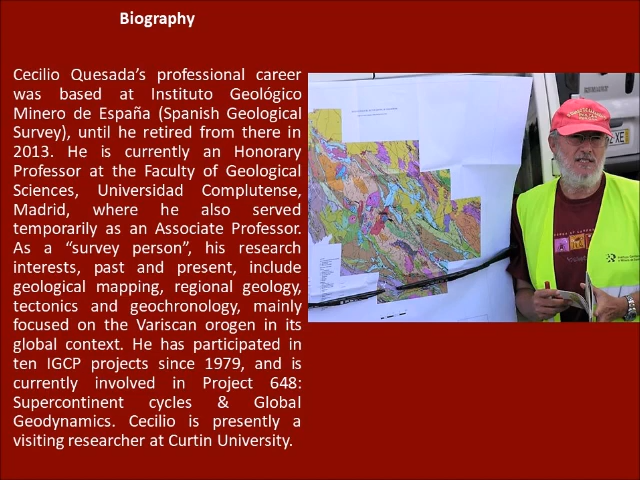 Biography
Cecilio Quesada’s professional career
was based at Instituto Geológico
Minero de España (Spanish Geological
Survey), until he retired from there in
2013. He is currently an Honorary
Professor at the Faculty of Geological
Sciences, Universidad Complutense,
Madrid, where he also served
temporarily as an Associate Professor.
As a “survey person”, his research
interests, past and present, include
geological mapping, regional geology,
tectonics and geochronology, mainly
focused on the Variscan orogen in its
global context. He has participated in
ten IGCP projects since 1979, and is
currently involved in Project 648:
Supercontinent cycles & Global
Geodynamics. Cecilio is presently a
visiting researcher at Curtin University.
XE